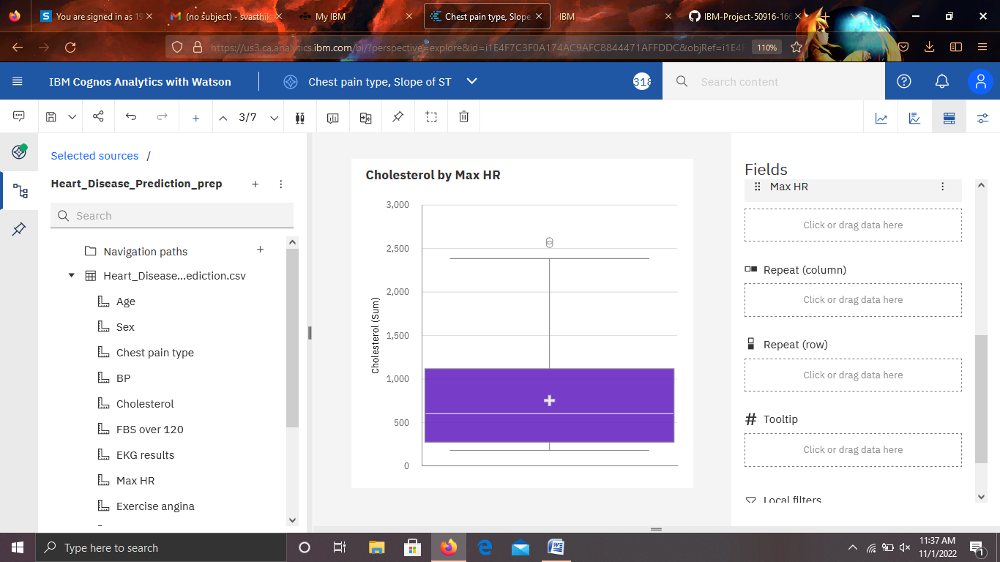 You are signed in as 19
(no subject) - svasthik
My IBM
Chest pain type, Slope
IBM
IBM-Project-50916-166
https://us3.ca.analytics.ibm.com/bi/?perspective=explore&id=i1E4F7C3F0A174AC9AFC8844471AFFDDC&objRef=i1E4F
110%
IBM Cognos Analytics with Watson
Chest pain type, Slope of ST
318
Search content
3/7
Selected sources /
Heart_Disease_Prediction_prep
Search
Navigation paths
Heart_Disease...ediction.csv
Age
Sex
Chest pain type
BP
Cholesterol
FBS over 120
EKG results
Max HR
Exercise angina
Cholesterol by Max HR
Cholesterol (Sum)
3,000
2,500
2,000
1,500
1,000
500
0
Fields
Max HR
Click or drag data here
Repeat (column)
Click or drag data here
Repeat (row)
Click or drag data here
Tooltip
Click or drag data here
Local filters
Type here to search
11:37 AM
11/1/2022
1